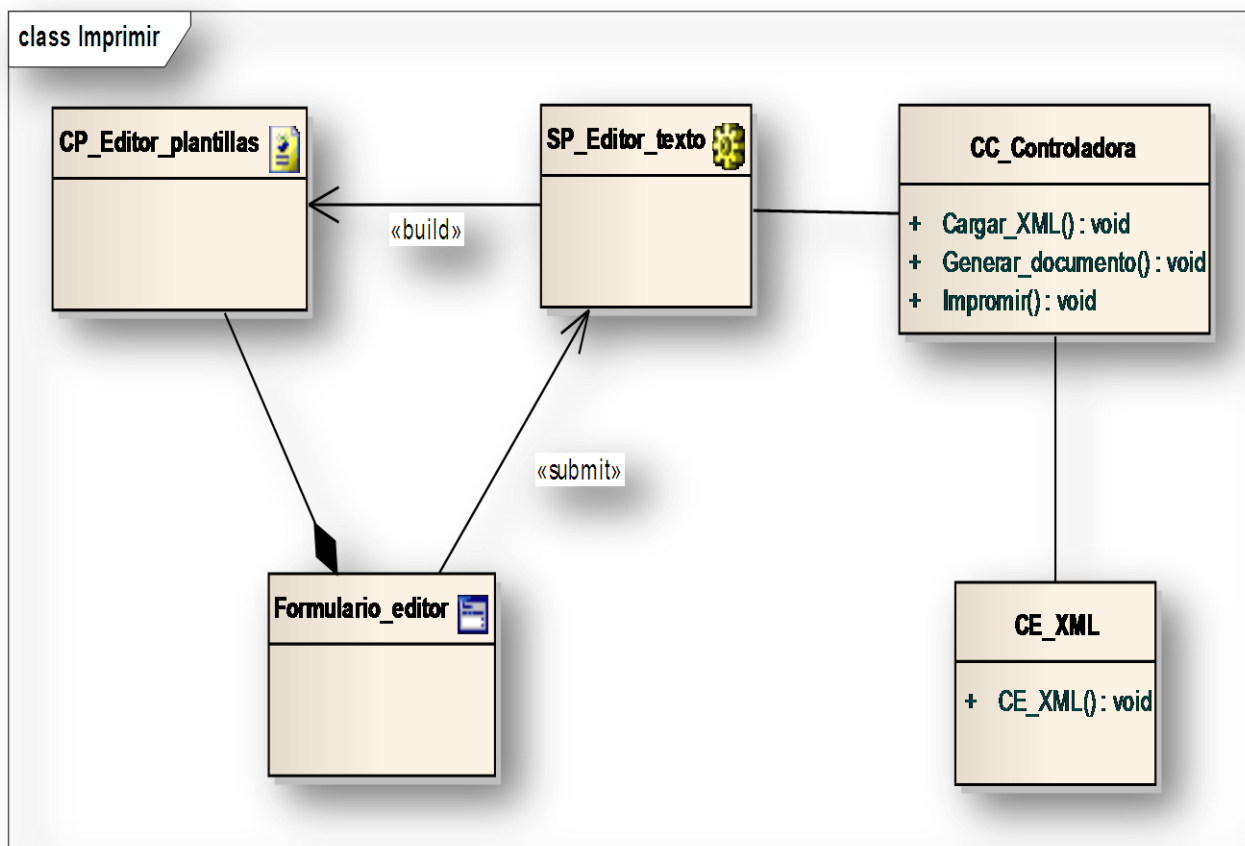 class Imprimir
CP_Editor_plantillas
SP_Editor_texto
CC_Controladora
+ Cargar_XML() : void
+ Generar_documento() : void
+ Impromir() : void
«build»
«submit»
Formulario_editor
CE_XML
+ CE_XML() : void